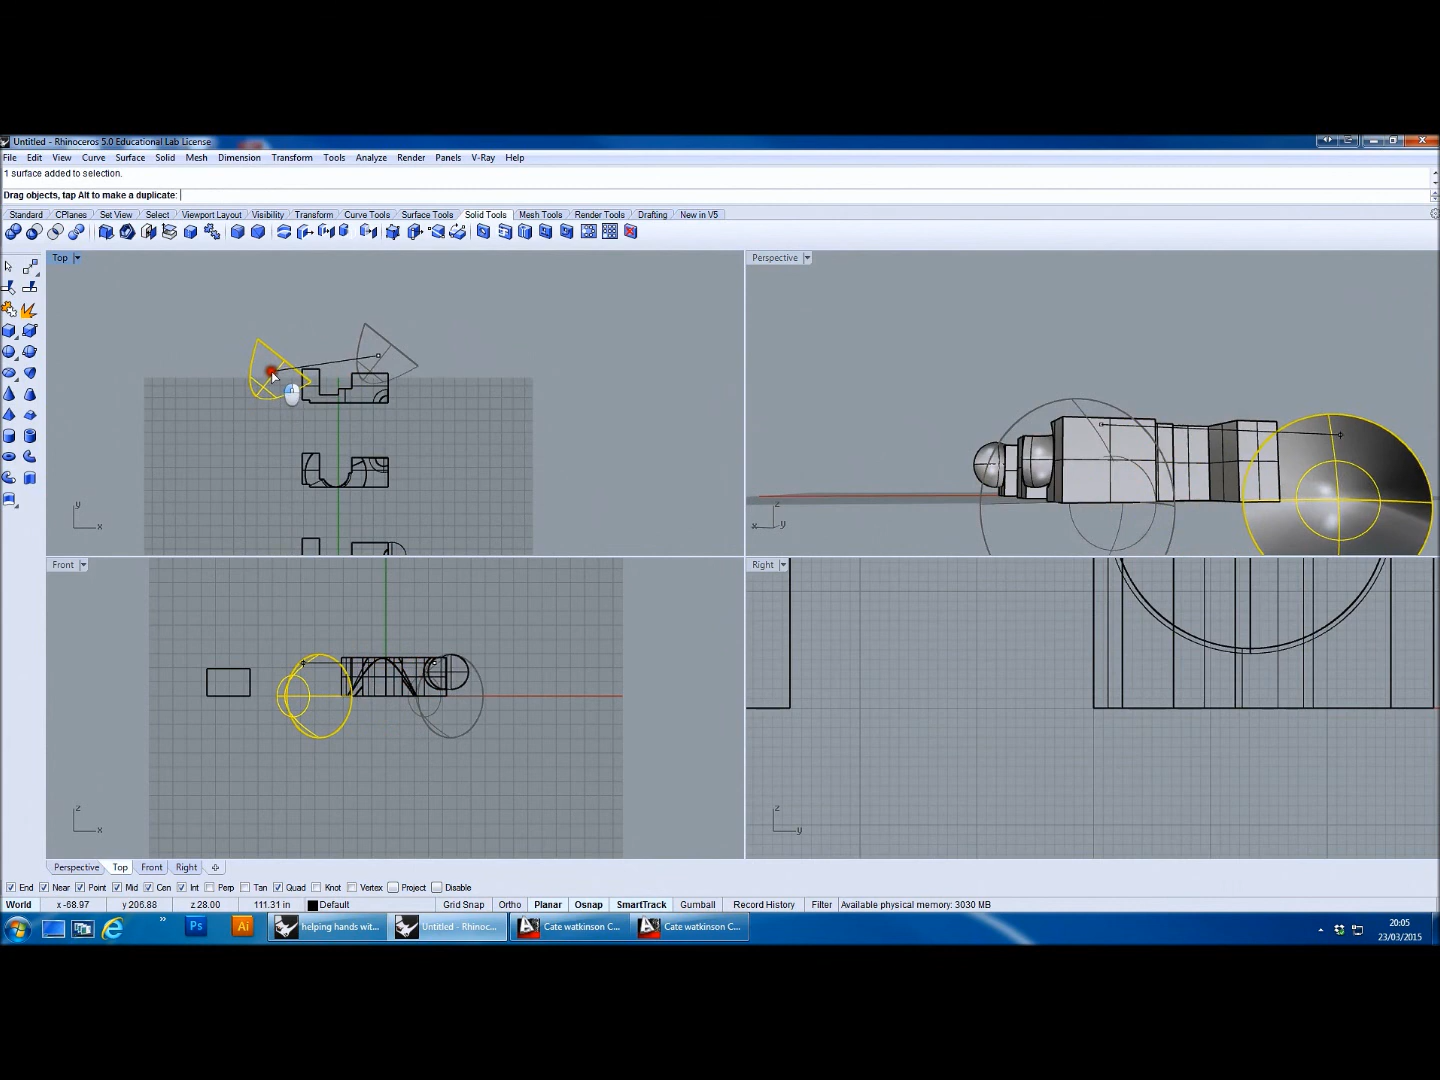 Untitled - Rhinoceros 5.0 Educational Lab License
File Edit View Curve Surface Solid Mesh Dimension Transform Tools Analyze Render Panels V-Ray Help
1 surface added to selection.
Drag objects, tap Alt to make a duplicate:
Standard CPlanes Set View Select Viewport Layout Visibility Transform Curve Tools Surface Tools Solid Tools Mesh Tools Render Tools Drafting New in V5
Top Perspective
y x
z x y
Front Right
z x
z y
Perspective Top Front Right
End Near Point Mid Cen Int Perp Tan Quad Knot Vertex Project Disable
World x -68.97 y 206.88 z 28.00 111.31 in Default Grid Snap Ortho Planar Osnap SmartTrack Gumball Record History Filter Available physical memory: 3030 MB
Ps Ai » helping hands wit... Untitled - Rhinoc... Cate watkinson C... Cate watkinson C... 20:05
23/03/2015